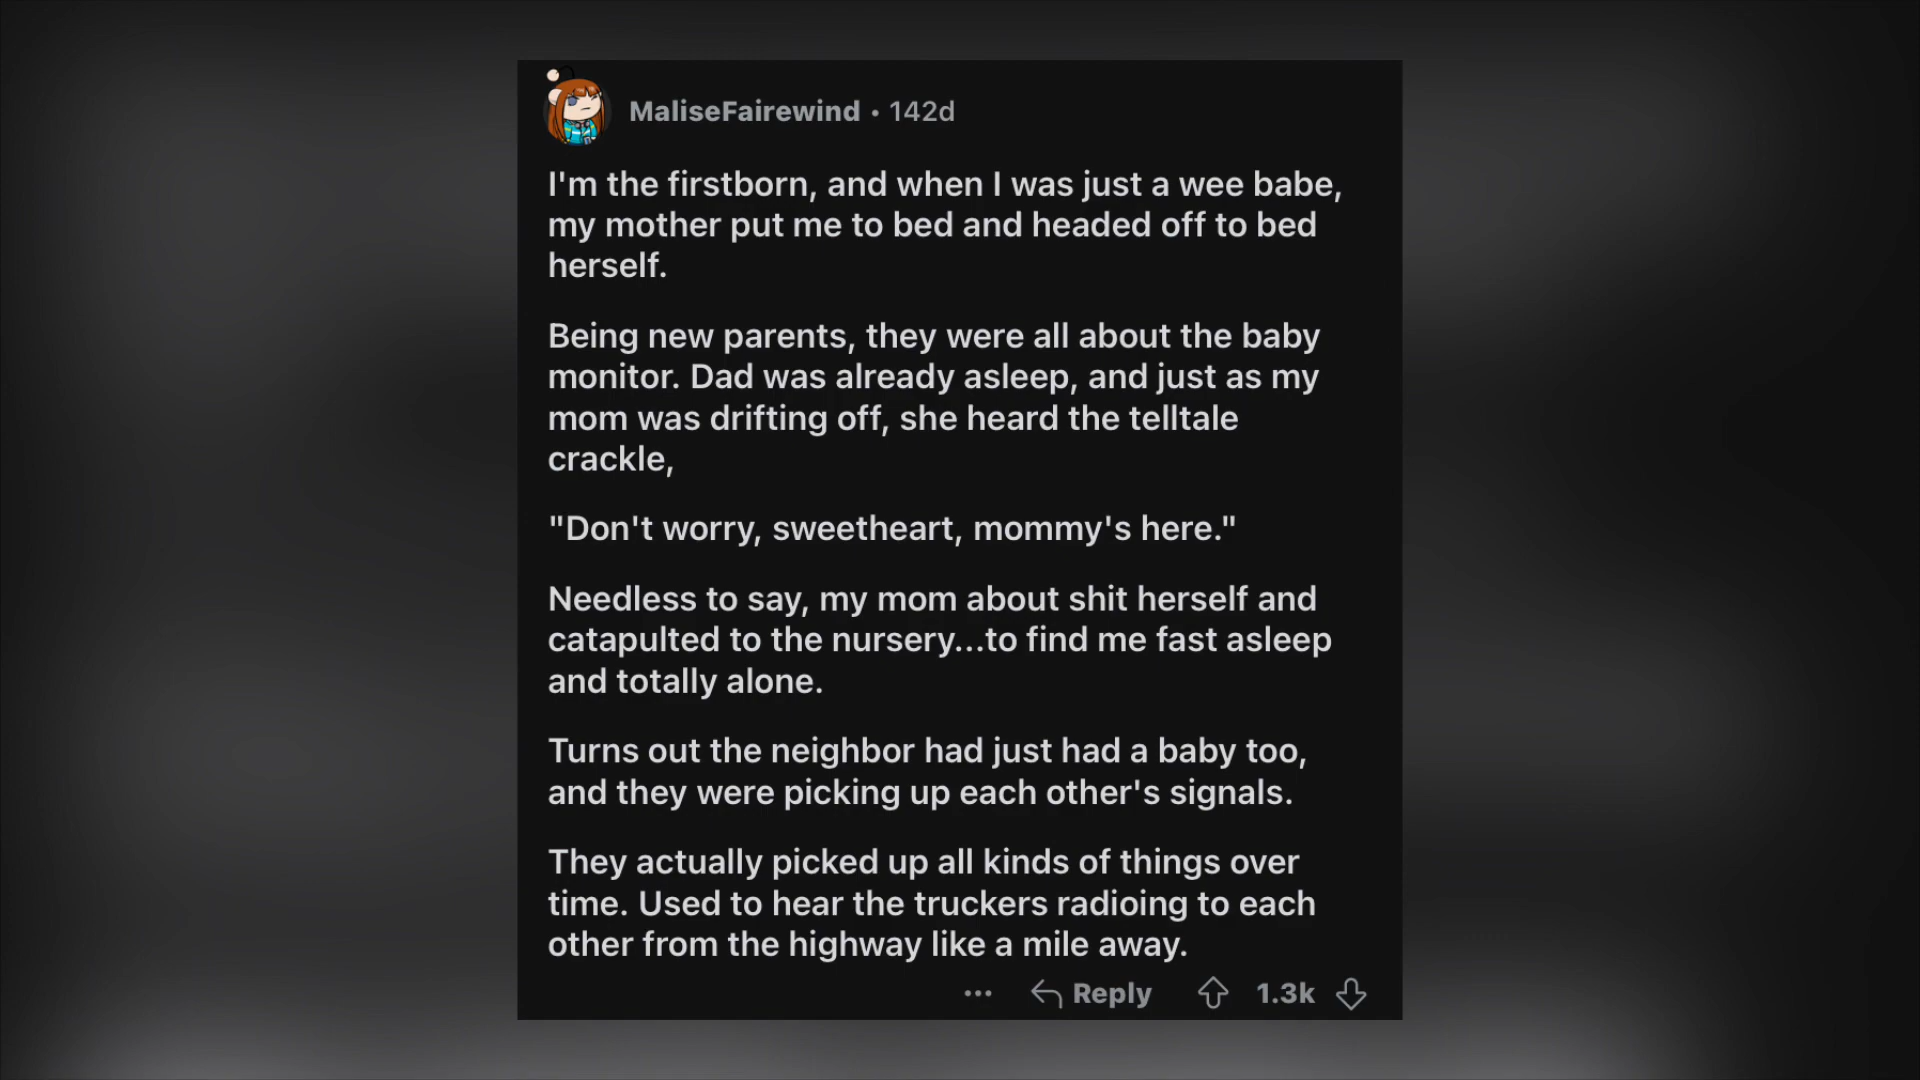 MaliseFairewind • 142d
I'm the firstborn, and when I was just a wee babe,
my mother put me to bed and headed off to bed
herself.
Being new parents, they were all about the baby
monitor. Dad was already asleep, and just as my
mom was drifting off, she heard the telltale
crackle,
"Don't worry, sweetheart, mommy's here."
Needless to say, my mom about shit herself and
catapulted to the nursery...to find me fast asleep
and totally alone.
Turns out the neighbor had just had a baby too,
and they were picking up each other's signals.
They actually picked up all kinds of things over
time. Used to hear the truckers radioing to each
other from the highway like a mile away.
... Reply 1.3k